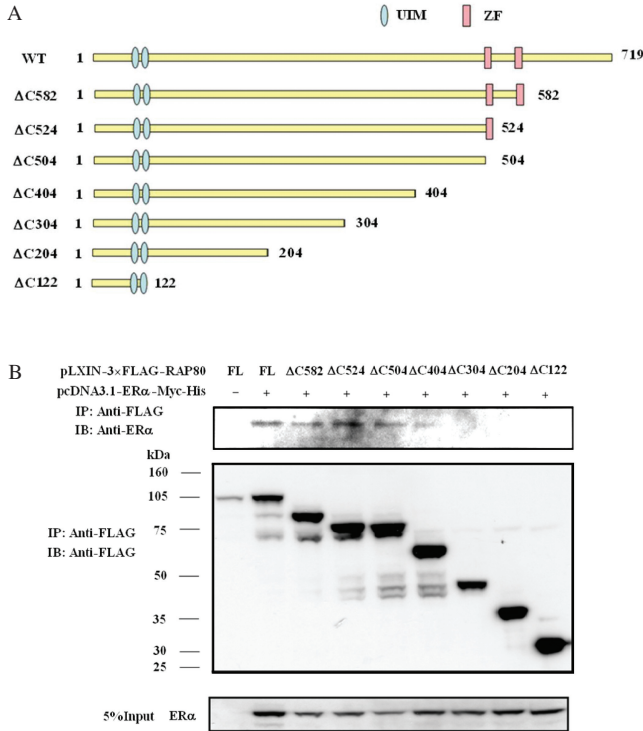 A
UIM ZF
WT 1 719
ΔC582 1 582
ΔC524 1 524
ΔC504 1 504
ΔC404 1 404
ΔC304 1 304
ΔC204 1 204
ΔC122 1 122
B
pLXIN-3×FLAG-RAP80 FL FL ΔC582 ΔC524 ΔC504 ΔC404 ΔC304 ΔC204 ΔC122
pcDNA3.1-ERα-Myc-His − + + + + + + + +
IP: Anti-FLAG
IB: Anti-ERα
kDa
160
105
75
IP: Anti-FLAG
IB: Anti-FLAG
50
35
30
25
5%Input ERα